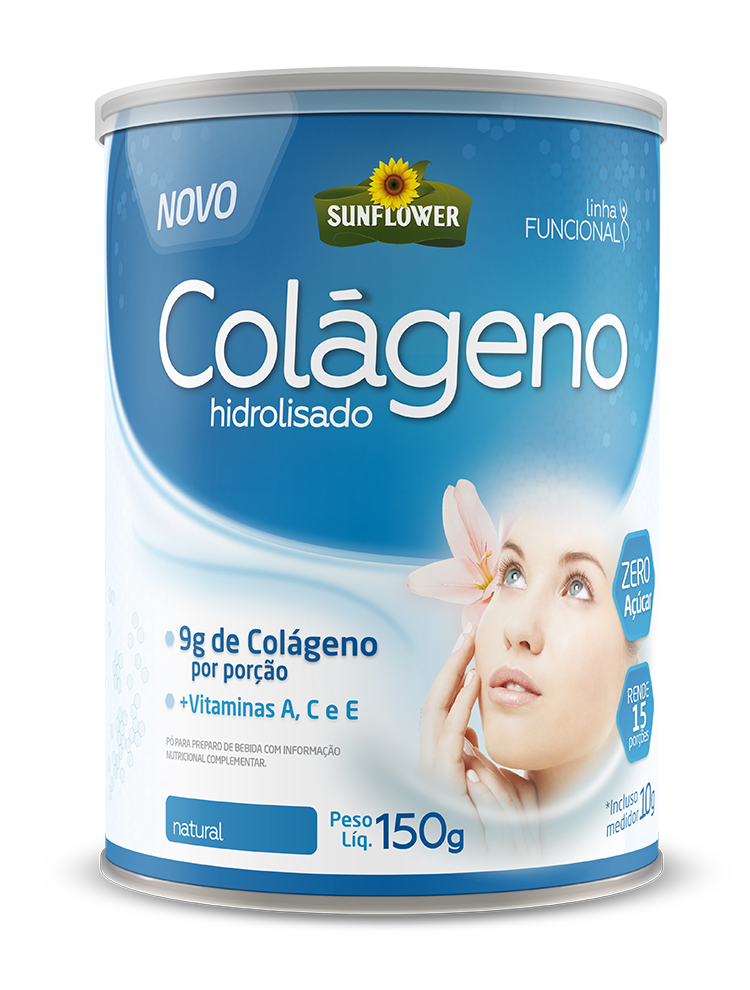 NOVO
SUNFLOWER
linha
FUNCIONAL
Colágeno
hidrolisado
ZERO
Açúcar
9g de Colágeno
por porção
+Vitaminas A, C e E
RENDE
15
porções
PÓ PARA PREPARO DE BEBIDA COM INFORMAÇÃO
NUTRICIONAL COMPLEMENTAR.
*Incluso
medidor 10g
natural
Peso
Líq. 150g